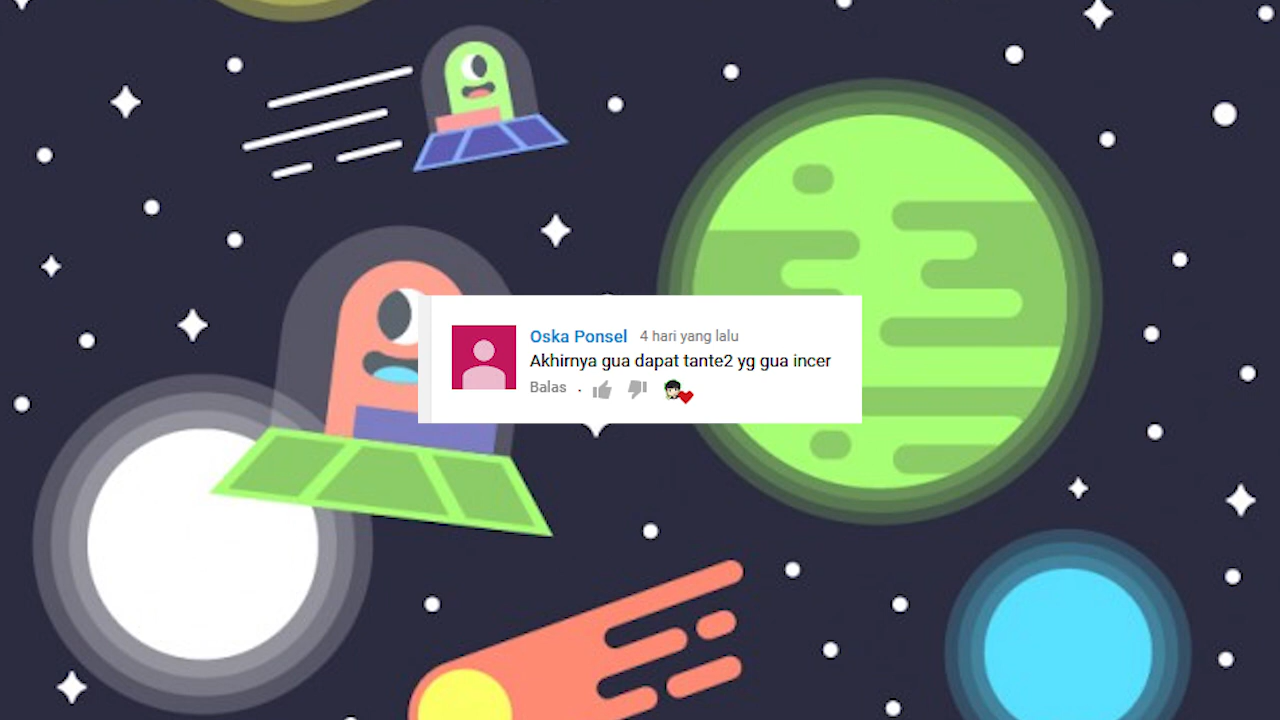 Oska Ponsel 4 hari yang lalu
Akhirnya gua dapat tante2 yg gua incer
Balas .